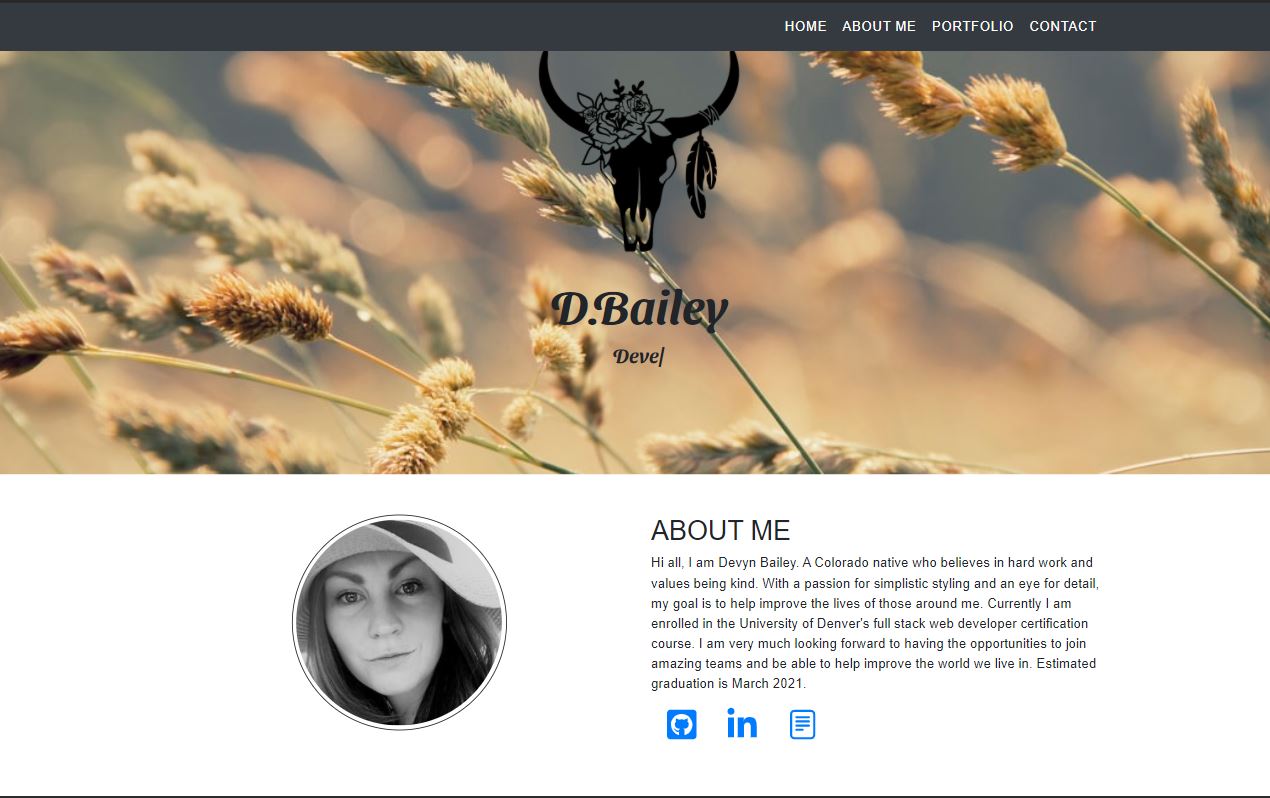 HOME ABOUT ME PORTFOLIO CONTACT
D.Bailey
Deve|
ABOUT ME
Hi all, I am Devyn Bailey. A Colorado native who believes in hard work and
values being kind. With a passion for simplistic styling and an eye for detail,
my goal is to help improve the lives of those around me. Currently I am
enrolled in the University of Denver's full stack web developer certification
course. I am very much looking forward to having the opportunities to join
amazing teams and be able to help improve the world we live in. Estimated
graduation is March 2021.
in